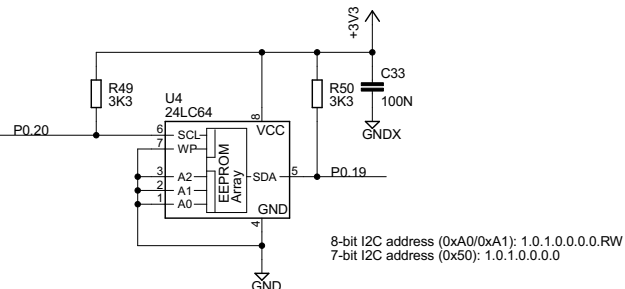 +3V3
R49
3K3
U4
24LC64
R50
3K3
C33
100N
GNDX
P0.20
6
SCL
8
VCC
7
WP
3
A2
EEPROM
Array
SDA
5
P0.19
2
A1
1
A0
GND
4
8-bit I2C address (0xA0/0xA1): 1.0.1.0.0.0.0.RW
7-bit I2C address (0x50): 1.0.1.0.0.0.0
GND